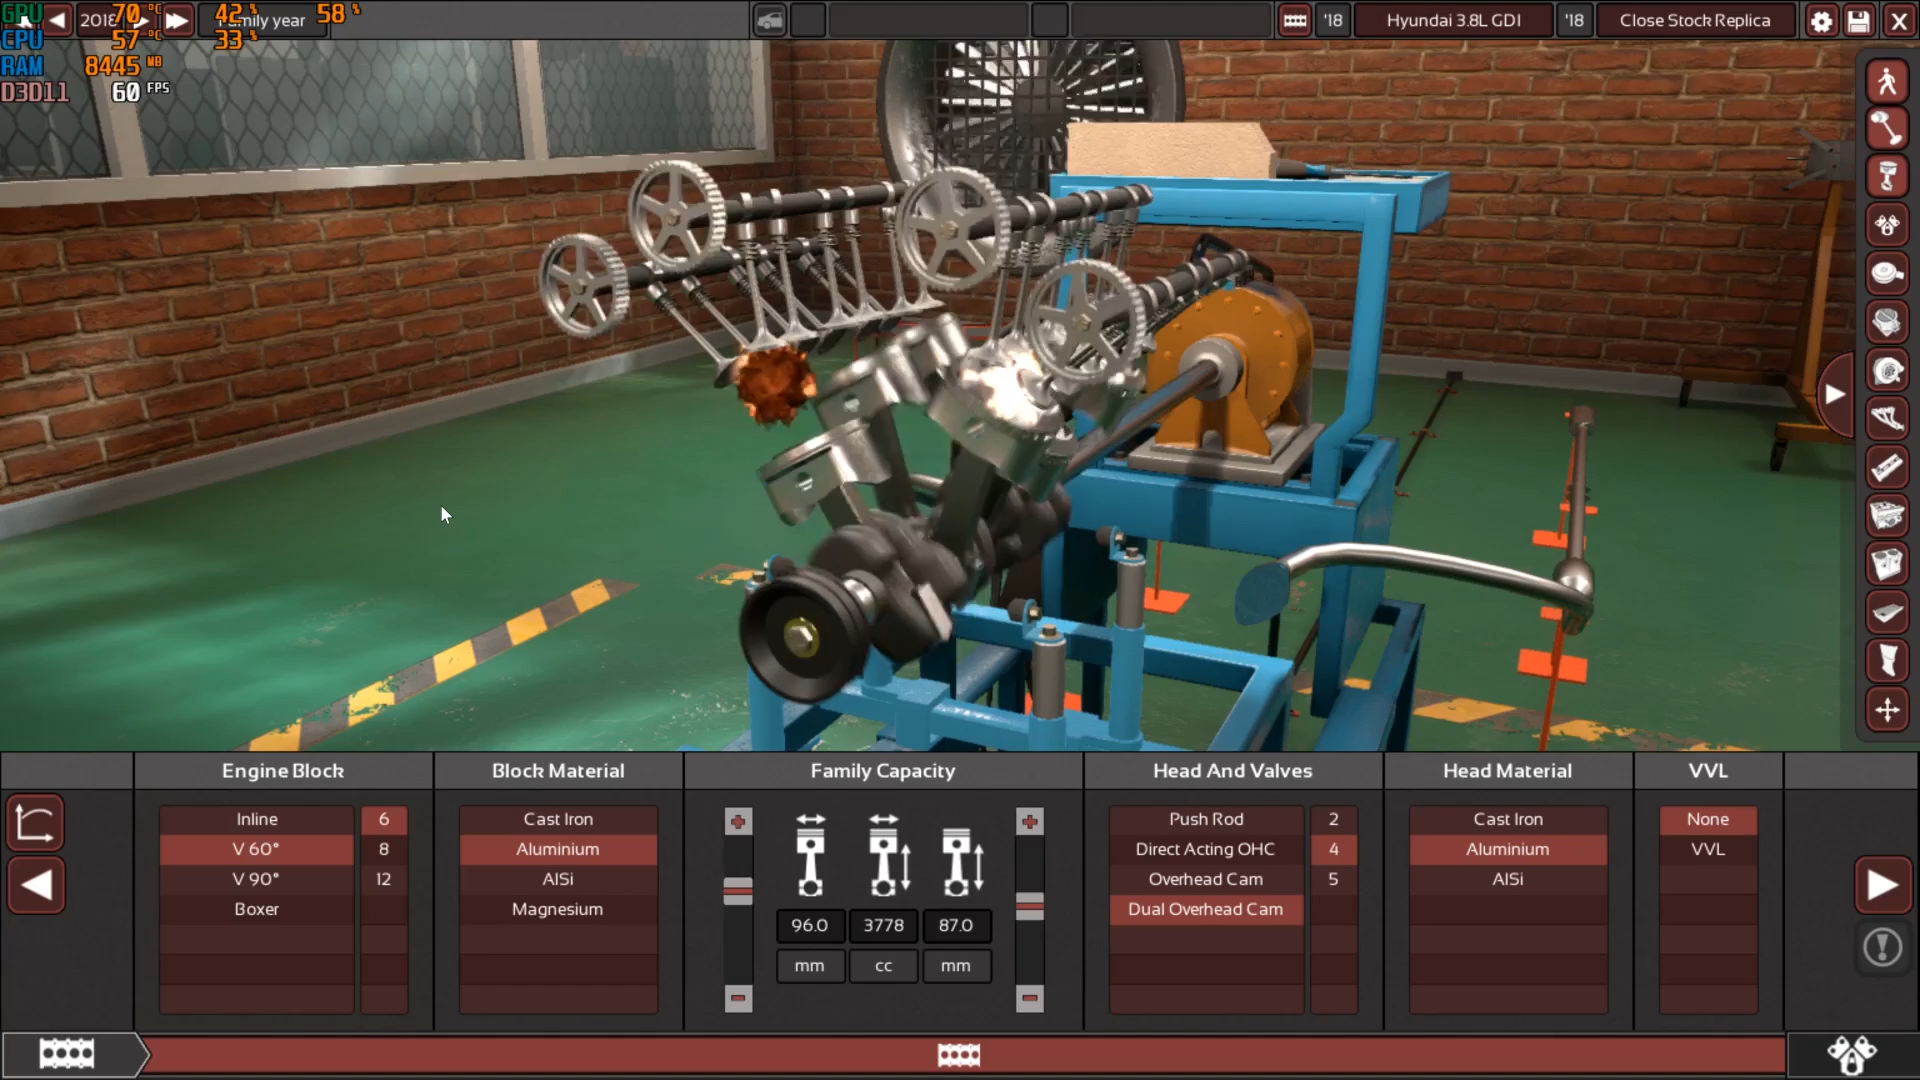 GPU 70 °C 42 % 58 %
CPU 57 °C 33 %
RAM 8445 MB
D3D11 60 FPS
2018
Family year
'18 Hyundai 3.8L GDI '18 Close Stock Replica
Engine Block
Inline 6
V 60° 8
V 90° 12
Boxer
Block Material
Cast Iron
Aluminium
AlSi
Magnesium
Family Capacity
96.0 3778 87.0
mm cc mm
Head And Valves
Push Rod 2
Direct Acting OHC 4
Overhead Cam 5
Dual Overhead Cam
Head Material
Cast Iron
Aluminium
AlSi
VVL
None
VVL